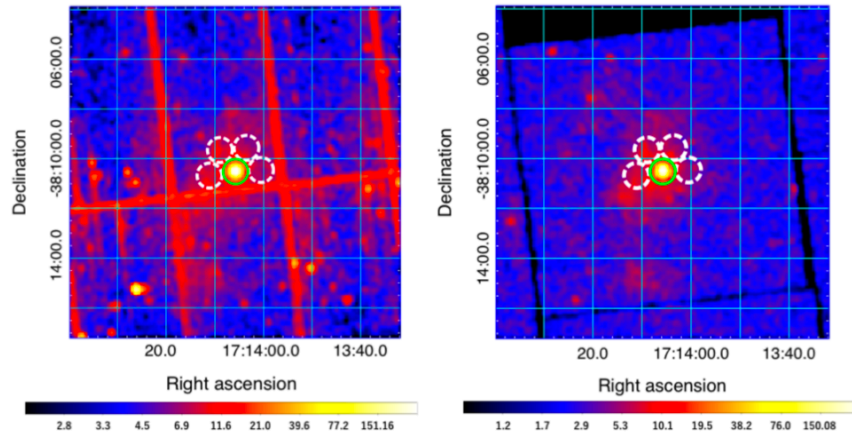 06:00.0
-38:10:00.0
14:00.0
Declination
20.0 17:14:00.0 13:40.0
Right ascension
2.8 3.3 4.5 6.9 11.6 21.0 39.6 77.2 151.16
06:00.0
-38:10:00.0
14:00.0
Declination
20.0 17:14:00.0 13:40.0
Right ascension
1.2 1.7 2.9 5.3 10.1 19.5 38.2 76.0 150.08